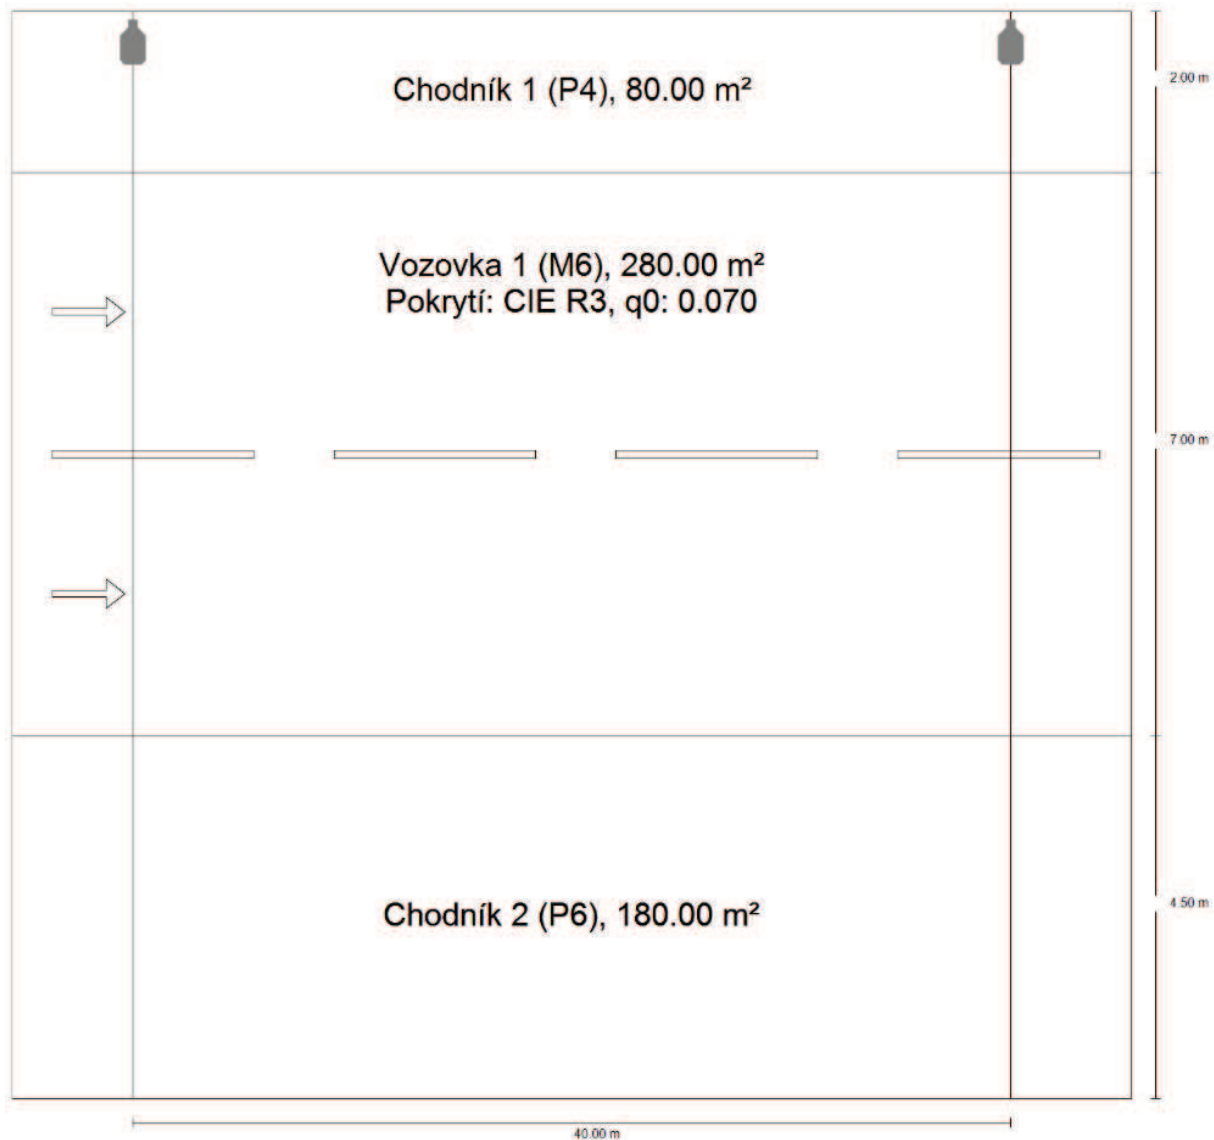 Chodník 1 (P4), 80.00 m²
2.00 m
Vozovka 1 (M6), 280.00 m²
Pokrytí: CIE R3, q0: 0.070
7.00 m
Chodník 2 (P6), 180.00 m²
4.50 m
40.00 m